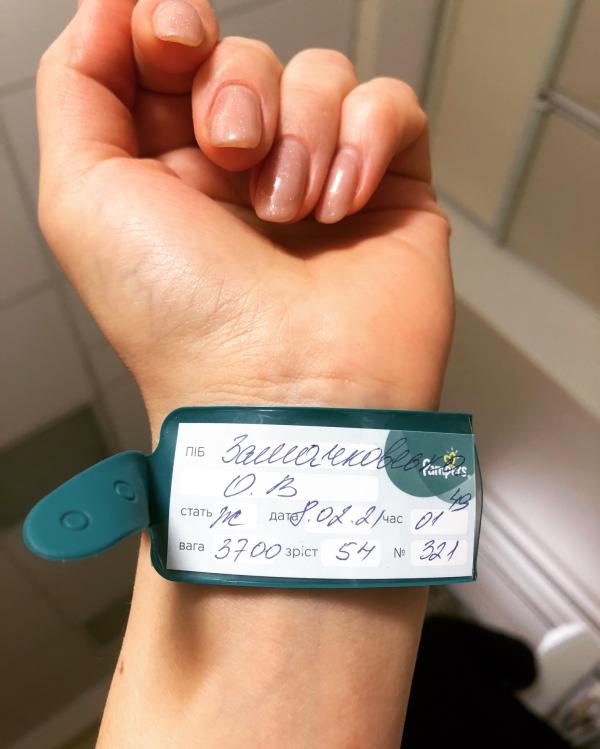 ПІБ
Pampers
О. В
стать ж дата 8.02.21 час 01 49
вага 3700 зріст 54 № 321